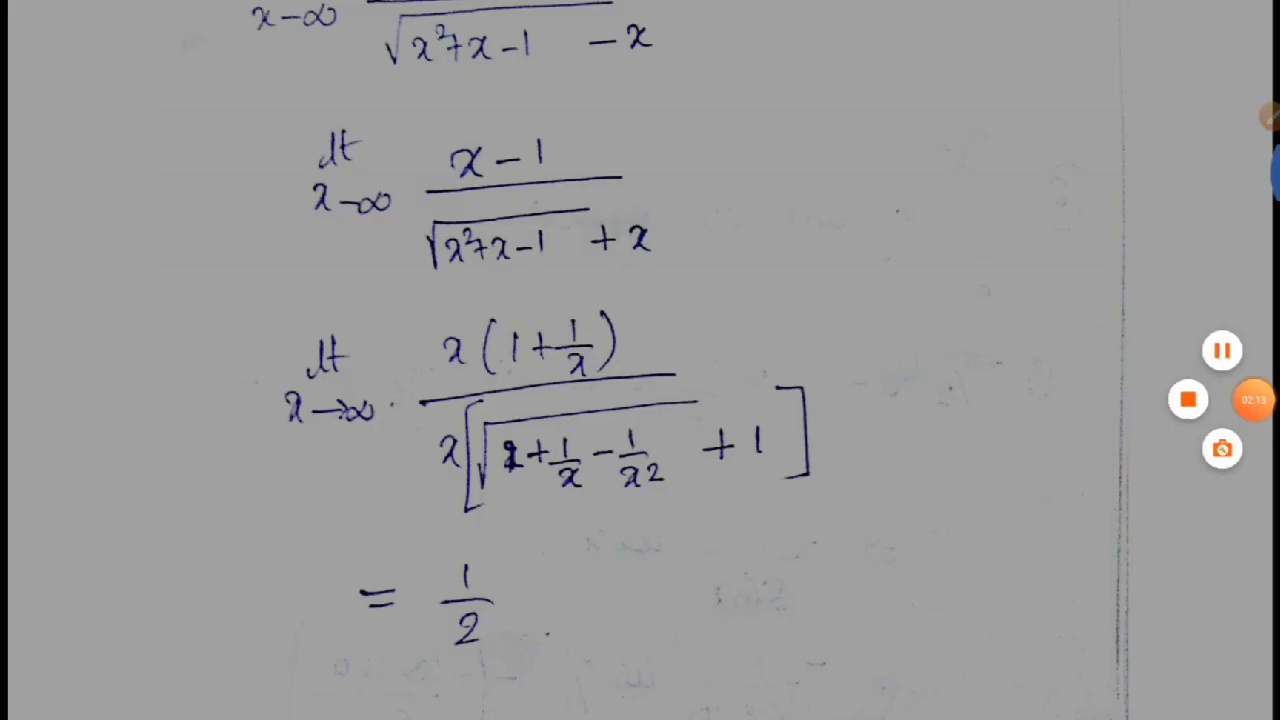 x→∞ √(x²+x-1) - x
lt x→∞ (x-1)/(√(x²+x-1) + x)
lt x→∞ x(1+1/x)/(x[√(1+1/x-1/x²) + 1])
= 1/2
02:13